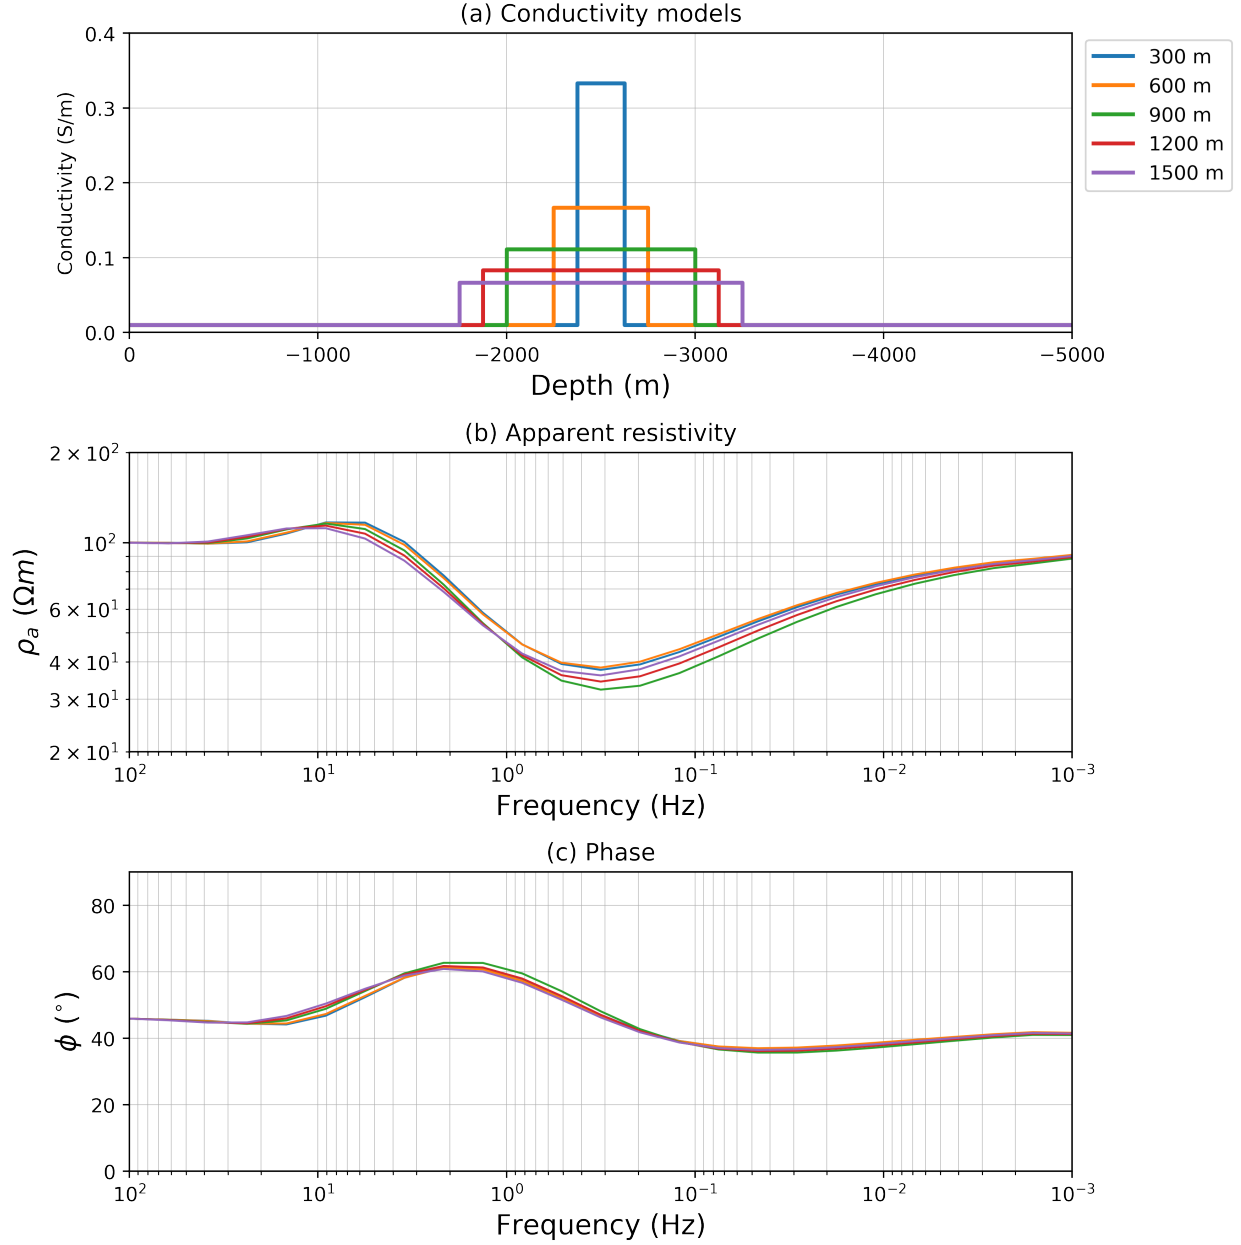 (a) Conductivity models
0.4
0.3
0.2
0.1
0.0
Conductivity (S/m)
0 −1000 −2000 −3000 −4000 −5000
Depth (m)
300 m
600 m
900 m
1200 m
1500 m
(b) Apparent resistivity
2 × 10²
10²
6 × 10¹
4 × 10¹
3 × 10¹
2 × 10¹
ρₐ (Ωm)
10² 10¹ 10⁰ 10⁻¹ 10⁻² 10⁻³
Frequency (Hz)
(c) Phase
80
60
40
20
0
ϕ (°)
10² 10¹ 10⁰ 10⁻¹ 10⁻² 10⁻³
Frequency (Hz)